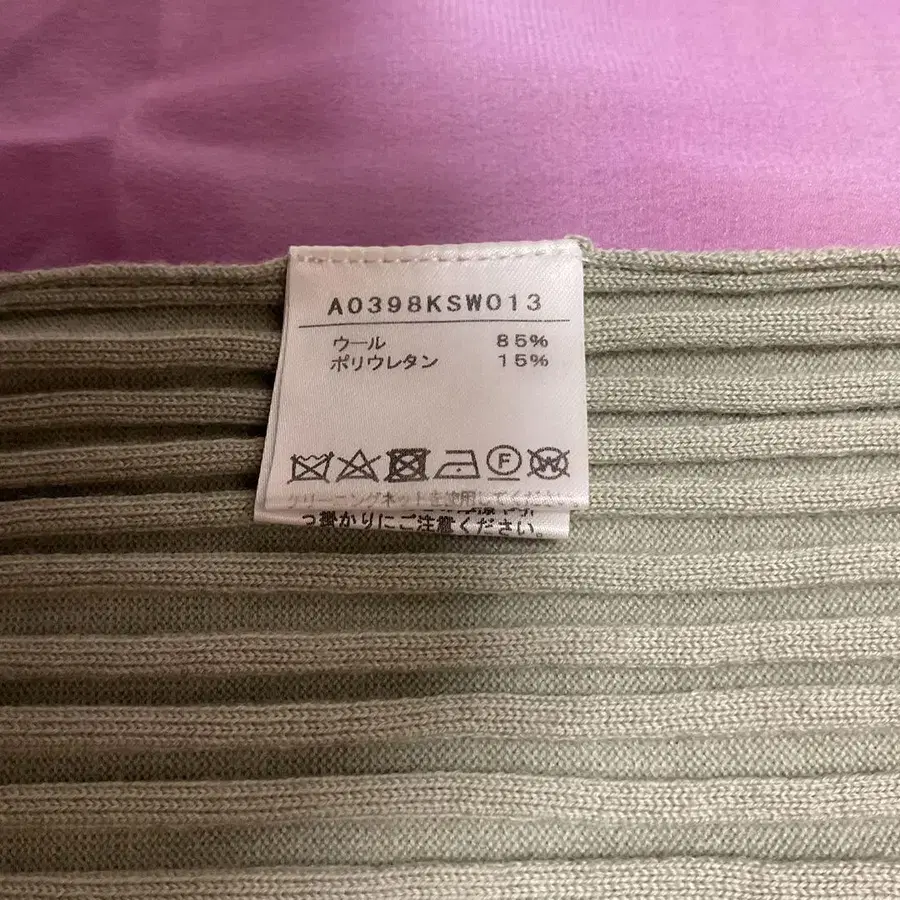 A0398KSW013
ウール 85%
ポリウレタン 15%
F W
クリーニングネットを使用してください。
っ掛かりにご注意ください。